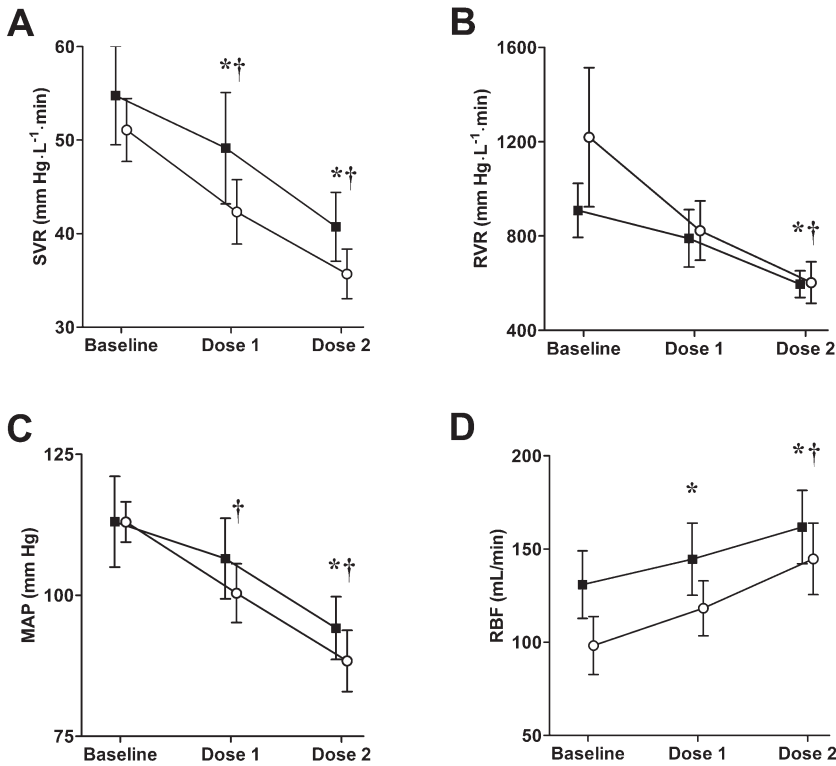 A
60
50
40
30
SVR (mm Hg·L⁻¹·min)
*†
*†
Baseline Dose 1 Dose 2
B
1600
1200
800
400
RVR (mm Hg·L⁻¹·min)
*†
Baseline Dose 1 Dose 2
C
125
100
75
MAP (mm Hg)
†
*†
Baseline Dose 1 Dose 2
D
200
150
100
50
RBF (mL/min)
*
*†
Baseline Dose 1 Dose 2